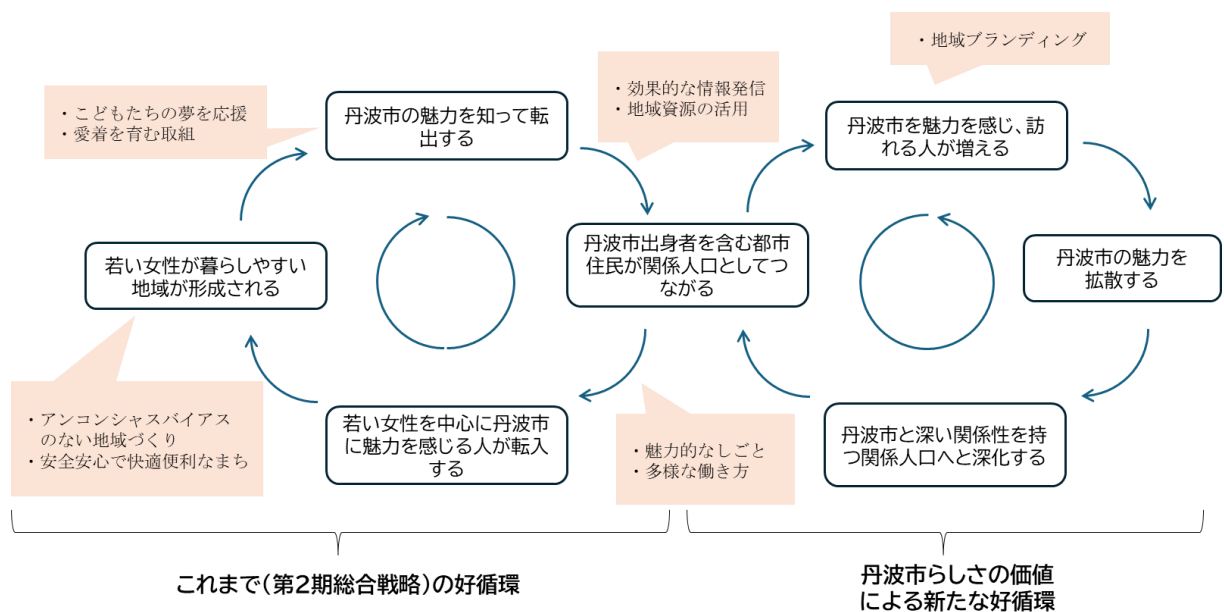 ・地域ブランディング
・こどもたちの夢を応援
・愛着を育む取組
・効果的な情報発信
・地域資源の活用
丹波市の魅力を知って転
出する
丹波市を魅力を感じ、訪
れる人が増える
若い女性が暮らしやすい
地域が形成される
丹波市出身者を含む都市
住民が関係人口としてつ
ながる
丹波市の魅力を
拡散する
・アンコンシャスバイアス
のない地域づくり
・安全安心で快適便利なまち
若い女性を中心に丹波市
に魅力を感じる人が転入
する
・魅力的なしごと
・多様な働き方
丹波市と深い関係性を持
つ関係人口へと深化する
これまで(第2期総合戦略)の好循環
丹波市らしさの価値
による新たな好循環